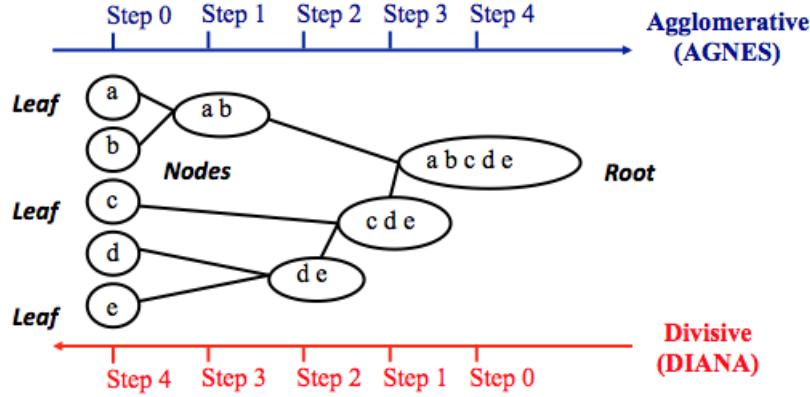 Step 0 Step 1 Step 2 Step 3 Step 4
Agglomerative
(AGNES)
Leaf
a
a b
b
Nodes
a b c d e
Root
Leaf
c
c d e
d
d e
Leaf
e
Divisive
(DIANA)
Step 4 Step 3 Step 2 Step 1 Step 0